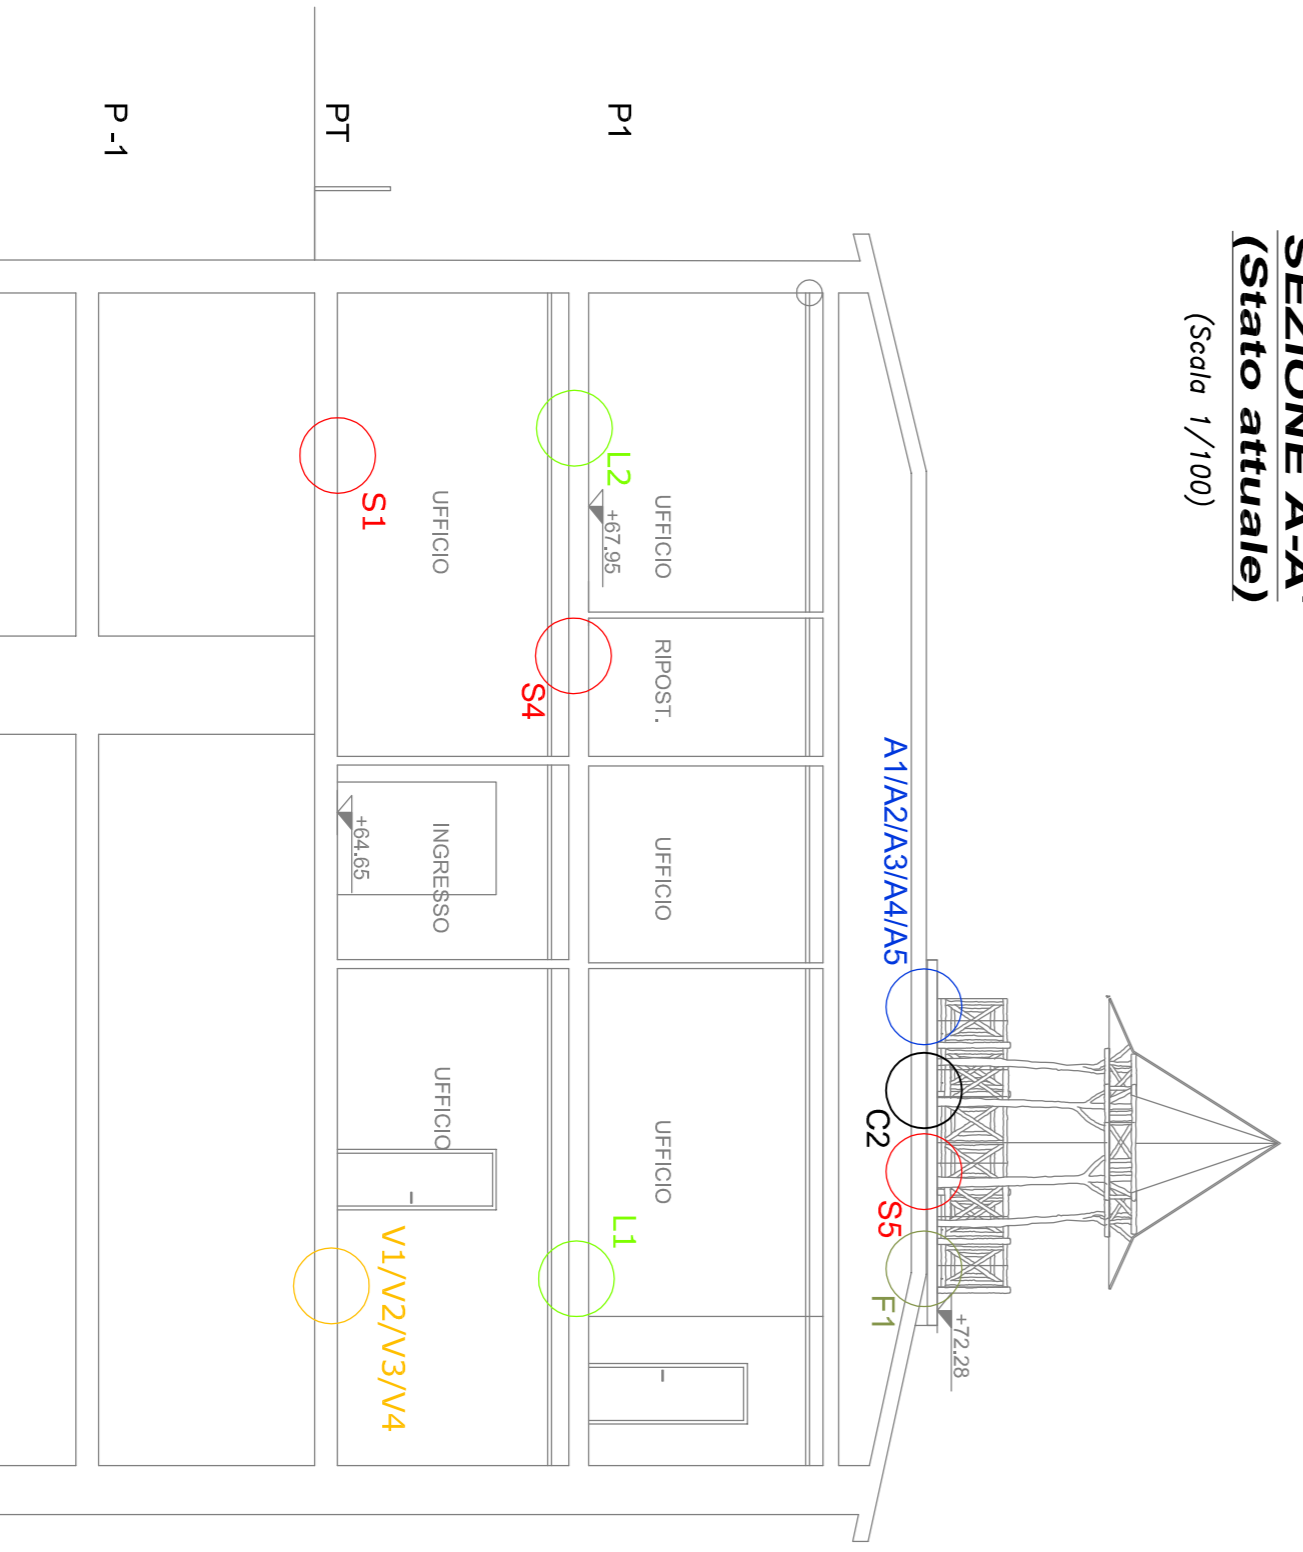 SEZIONE A-A'
(Stato attuale)
(Scala 1/100)
+72.28
A1/A2/A3/A4/A5
C2
S5
F1
P1
UFFICIO
RIPOST.
UFFICIO
UFFICIO
L2
+67.95
L1
S4
PT
UFFICIO
INGRESSO
UFFICIO
S1
+64.65
V1/V2/V3/V4
P -1